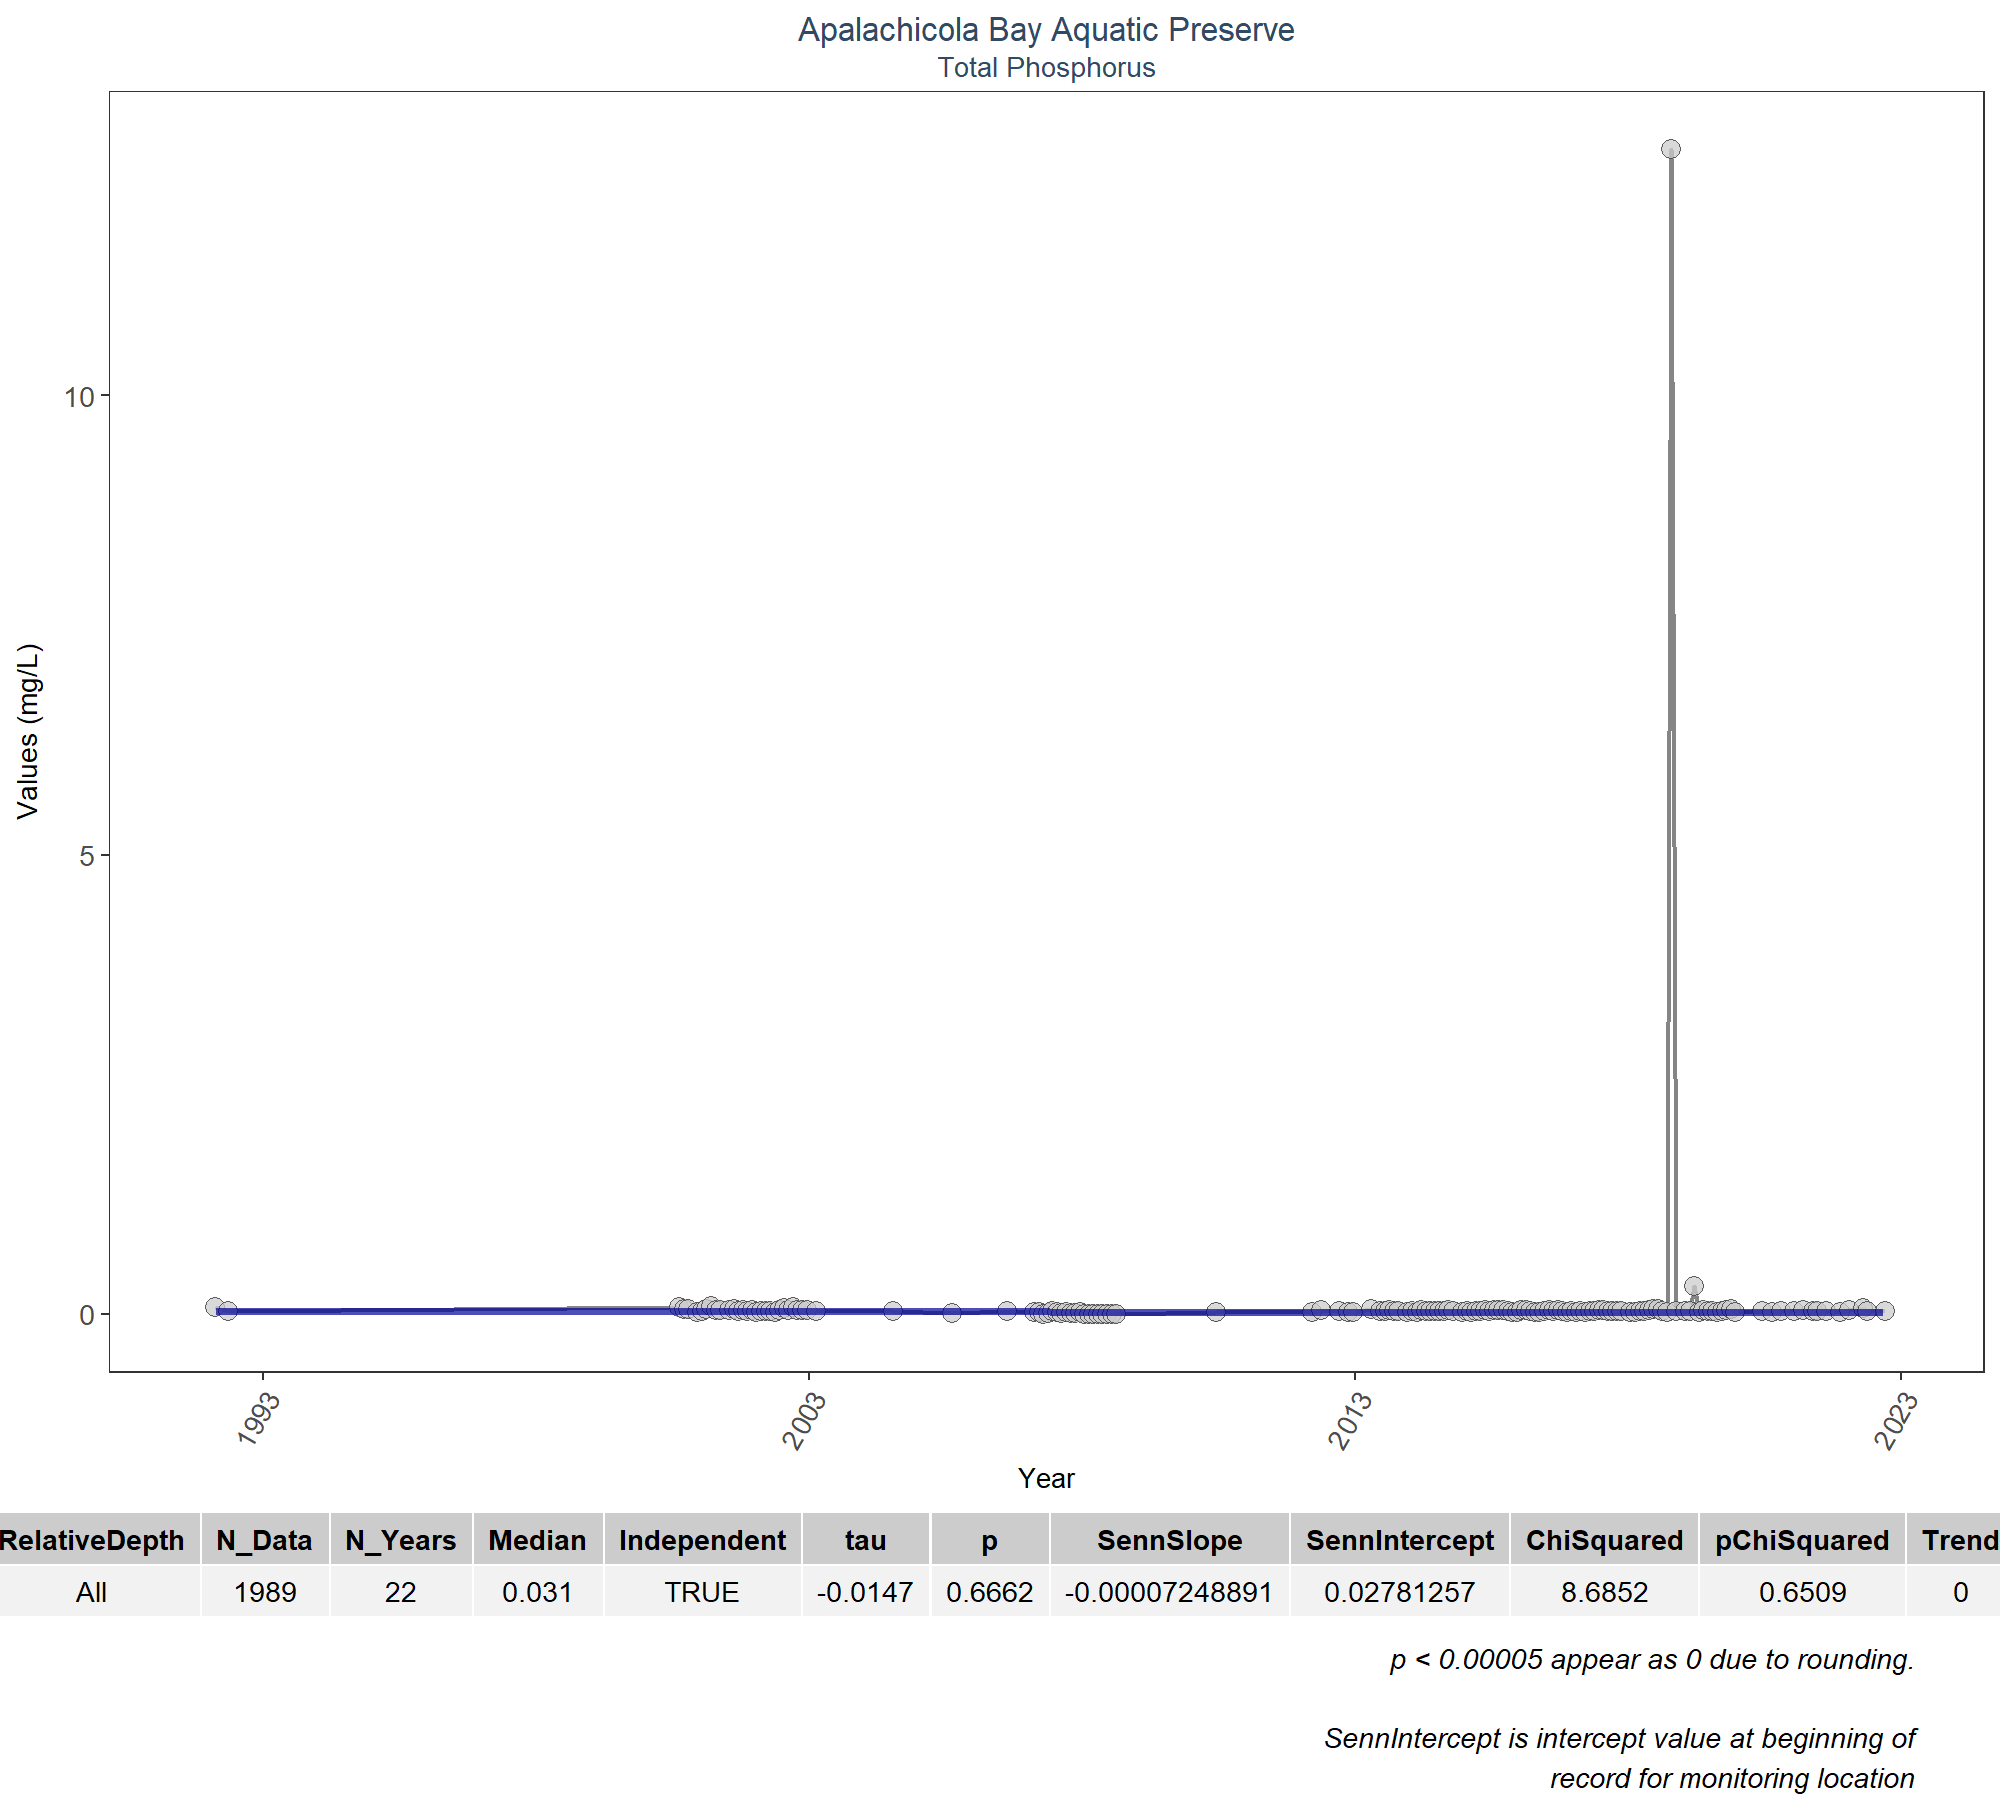 Apalachicola Bay Aquatic Preserve
Total Phosphorus
Values (mg/L)
10
5
0
1993
2003
2013
2023
Year
RelativeDepth N_Data N_Years Median Independent tau p SennSlope SennIntercept ChiSquared pChiSquared Trend
All 1989 22 0.031 TRUE -0.0147 0.6662 -0.00007248891 0.02781257 8.6852 0.6509 0
p < 0.00005 appear as 0 due to rounding.
SennIntercept is intercept value at beginning of
record for monitoring location